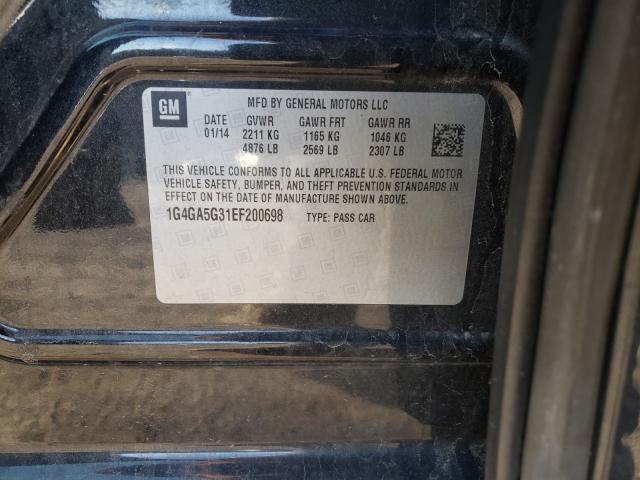 GM
MFD BY GENERAL MOTORS LLC
DATE GVWR GAWR FRT GAWR RR
01/14 2211 KG 1165 KG 1046 KG
4876 LB 2569 LB 2307 LB
THIS VEHICLE CONFORMS TO ALL APPLICABLE U.S. FEDERAL MOTOR
VEHICLE SAFETY, BUMPER, AND THEFT PREVENTION STANDARDS IN
EFFECT ON THE DATE OF MANUFACTURE SHOWN ABOVE.
1G4GA5G31EF200698 TYPE: PASS CAR